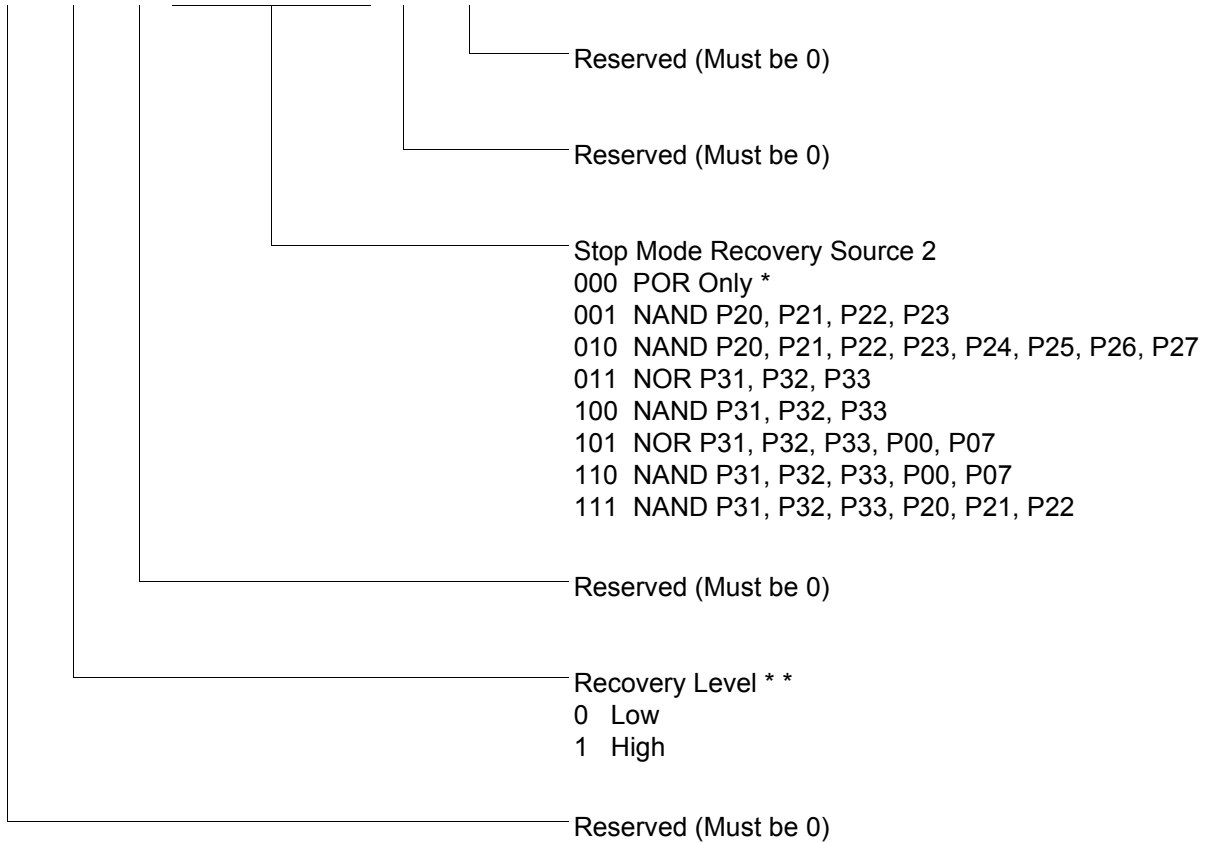 Reserved (Must be 0)
Reserved (Must be 0)
Stop Mode Recovery Source 2
000 POR Only *
001 NAND P20, P21, P22, P23
010 NAND P20, P21, P22, P23, P24, P25, P26, P27
011 NOR P31, P32, P33
100 NAND P31, P32, P33
101 NOR P31, P32, P33, P00, P07
110 NAND P31, P32, P33, P00, P07
111 NAND P31, P32, P33, P20, P21, P22
Reserved (Must be 0)
Recovery Level * *
0 Low
1 High
Reserved (Must be 0)